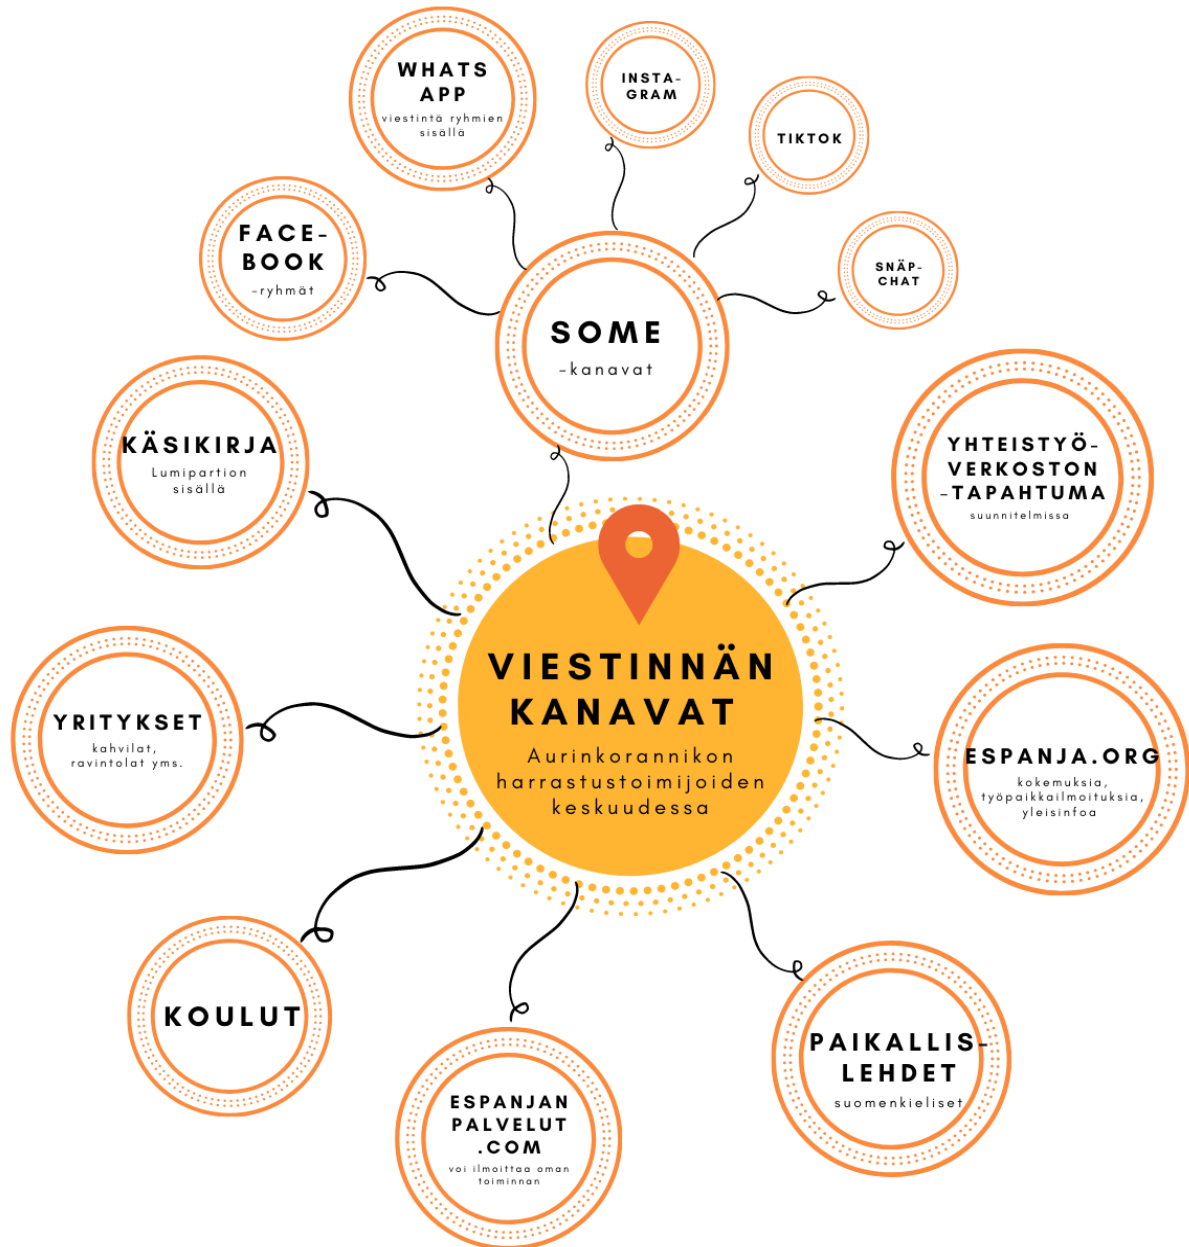 WHATS
APP
viestintä ryhmien
sisällä
INSTA-
GRAM
TIKTOK
SNÄP-
CHAT
FACE-
BOOK
-ryhmät
SOME
-kanavat
KÄSIKIRJA
Lumipartion
sisällä
YHTEISTYÖ-
VERKOSTON
-TAPAHTUMA
suunnitelmissa
YRITYKSET
kahvilat,
ravintolat yms.
VIESTINNÄN
KANAVAT
Aurinkorannikon
harrastustoimijoiden
keskuudessa
ESPANJA.ORG
kokemuksia,
työpaikkailmoituksia,
yleisinfoa
KOULUT
ESPANJAN
PALVELUT
.COM
voi ilmoittaa oman
toiminnan
PAIKALLIS-
LEHDET
suomenkieliset